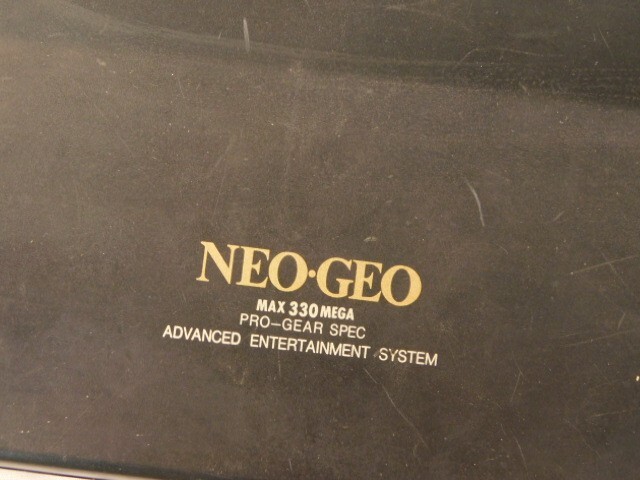 NEO·GEO
MAX 330 MEGA
PRO-GEAR SPEC
ADVANCED ENTERTAINMENT SYSTEM